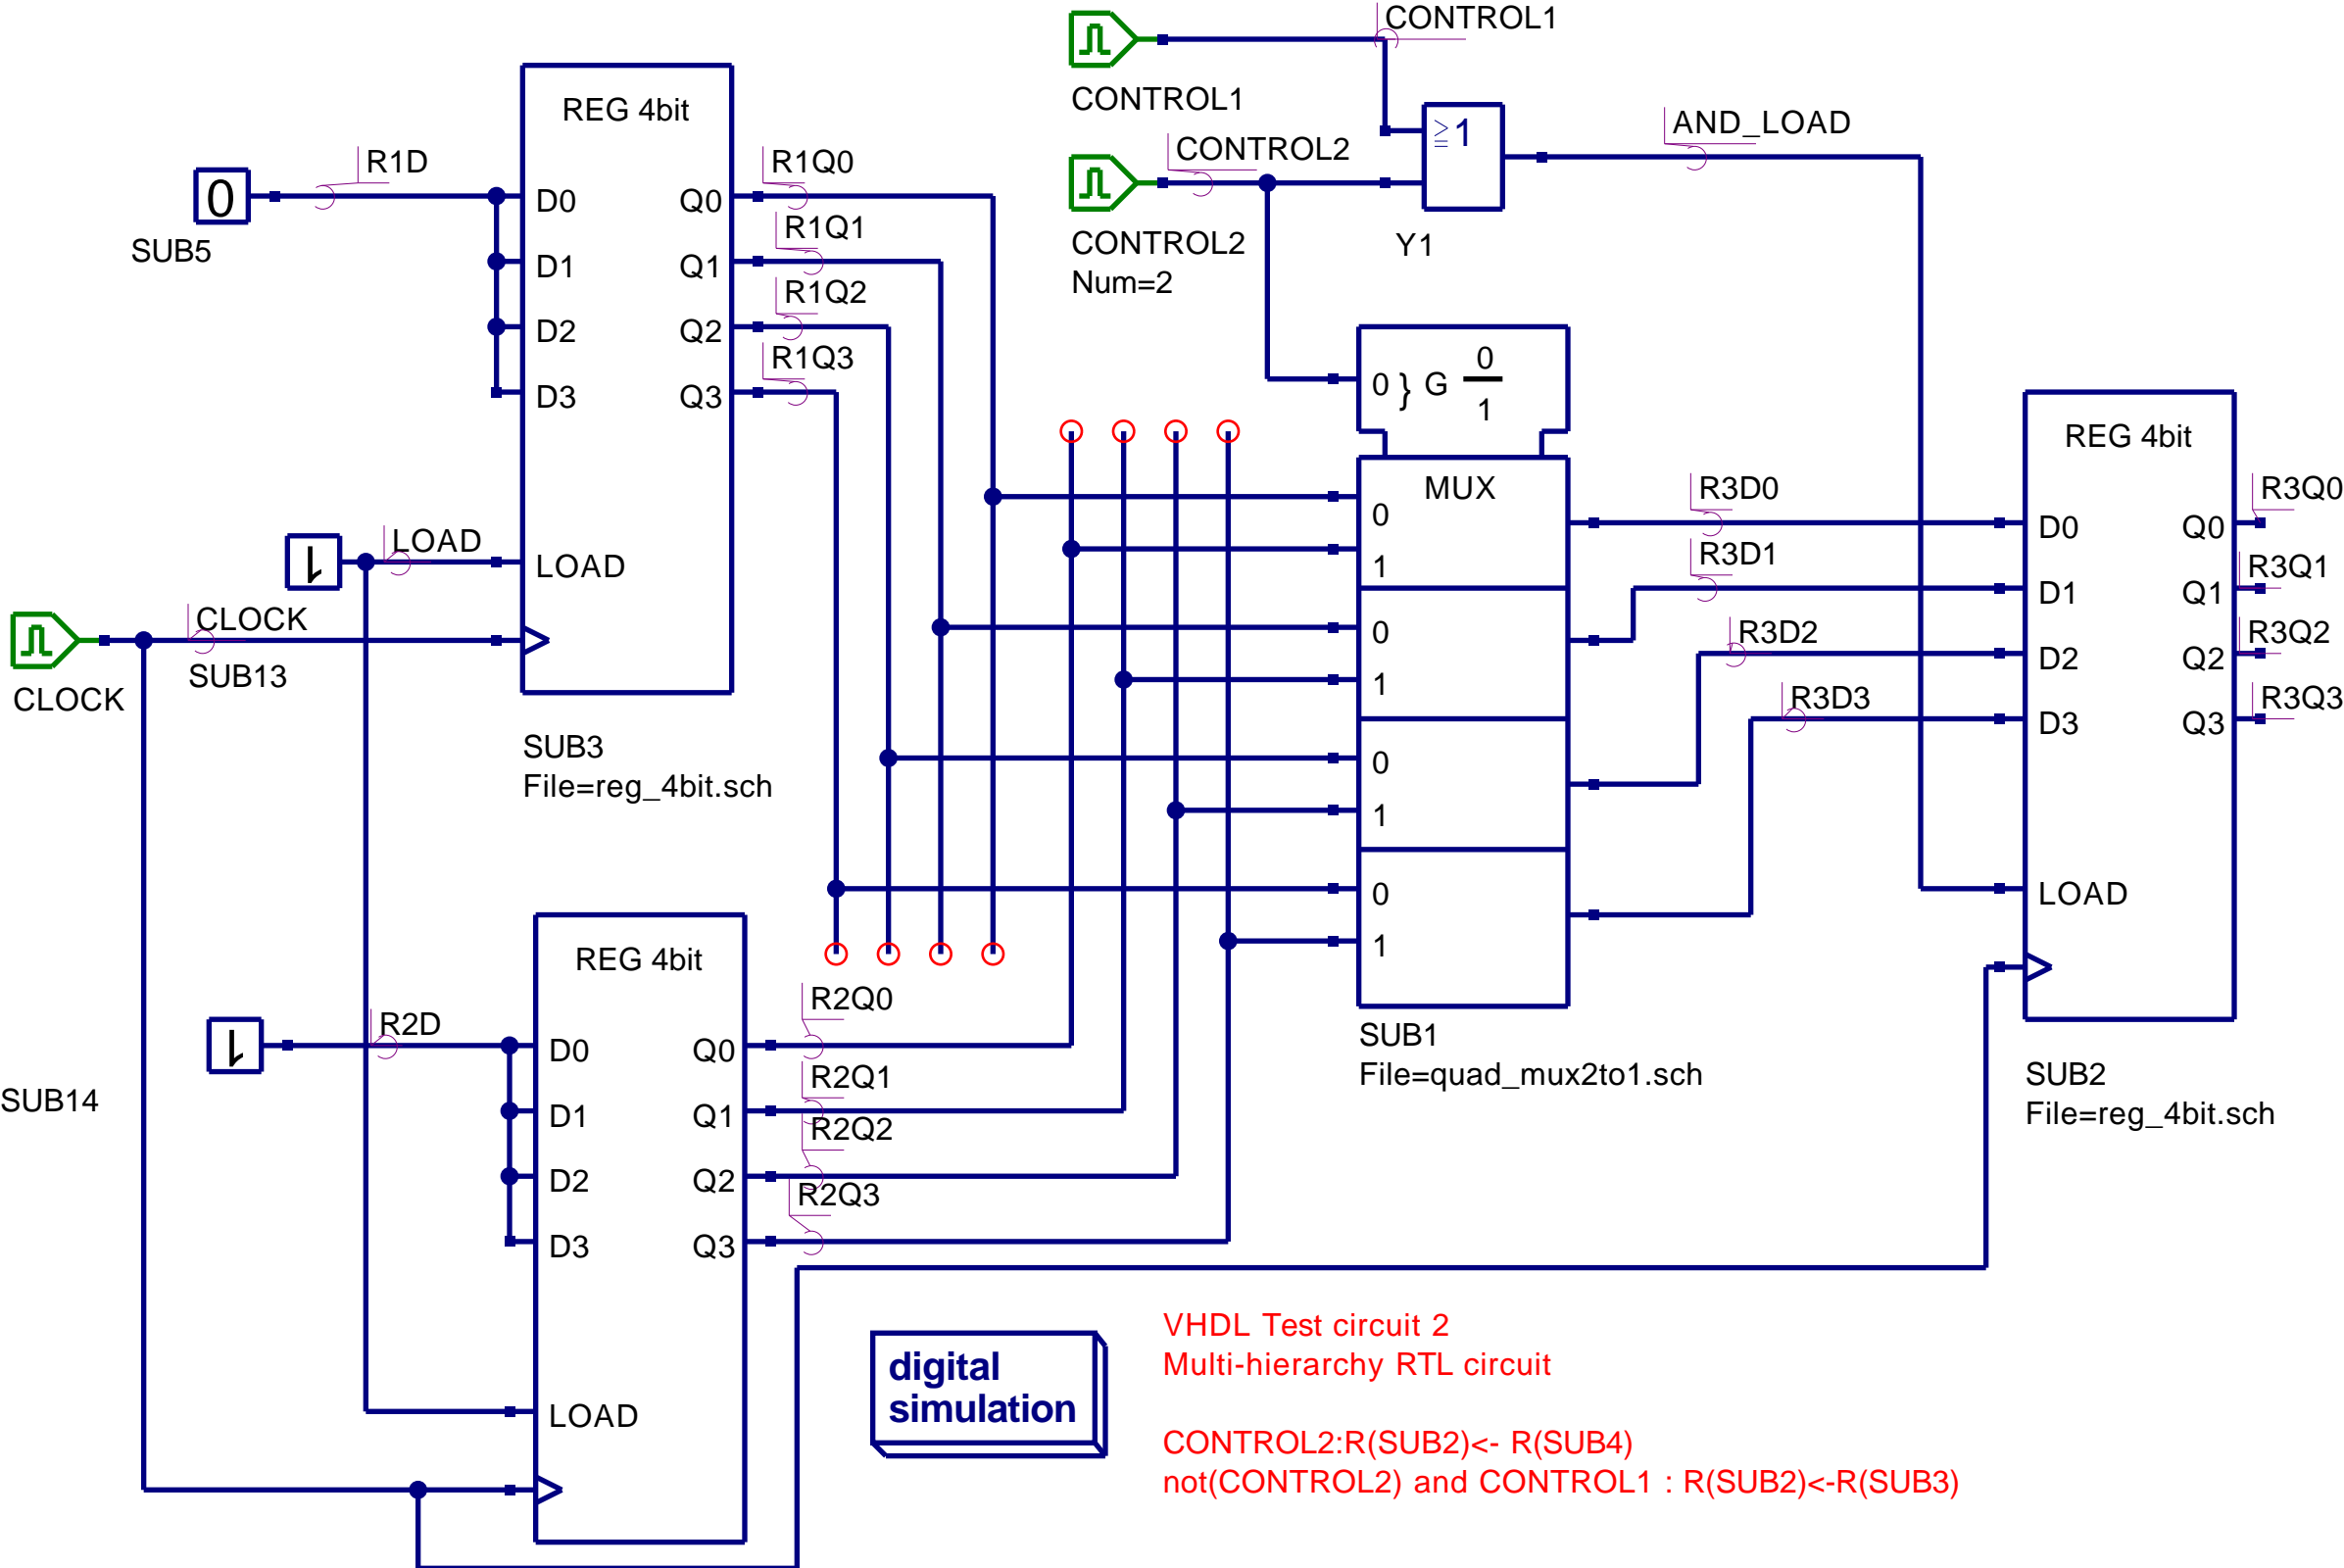 CONTROL1
CONTROL1
CONTROL2
CONTROL2
Num=2
≧1
Y1
AND_LOAD
REG 4bit
R1D
0
SUB5
D0
D1
D2
D3
Q0
Q1
Q2
Q3
R1Q0
R1Q1
R1Q2
R1Q3
1
LOAD
LOAD
CLOCK
CLOCK
SUB13
SUB3
File=reg_4bit.sch
0 } G 0
1
MUX
0
1
0
1
0
1
0
1
SUB1
File=quad_mux2to1.sch
R3D0
R3D1
R3D2
R3D3
REG 4bit
D0
D1
D2
D3
Q0
Q1
Q2
Q3
R3Q0
R3Q1
R3Q2
R3Q3
LOAD
SUB2
File=reg_4bit.sch
REG 4bit
1
R2D
SUB14
D0
D1
D2
D3
Q0
Q1
Q2
Q3
R2Q0
R2Q1
R2Q2
R2Q3
LOAD
digital
simulation
VHDL Test circuit 2
Multi-hierarchy RTL circuit
CONTROL2:R(SUB2)<- R(SUB4)
not(CONTROL2) and CONTROL1 : R(SUB2)<-R(SUB3)